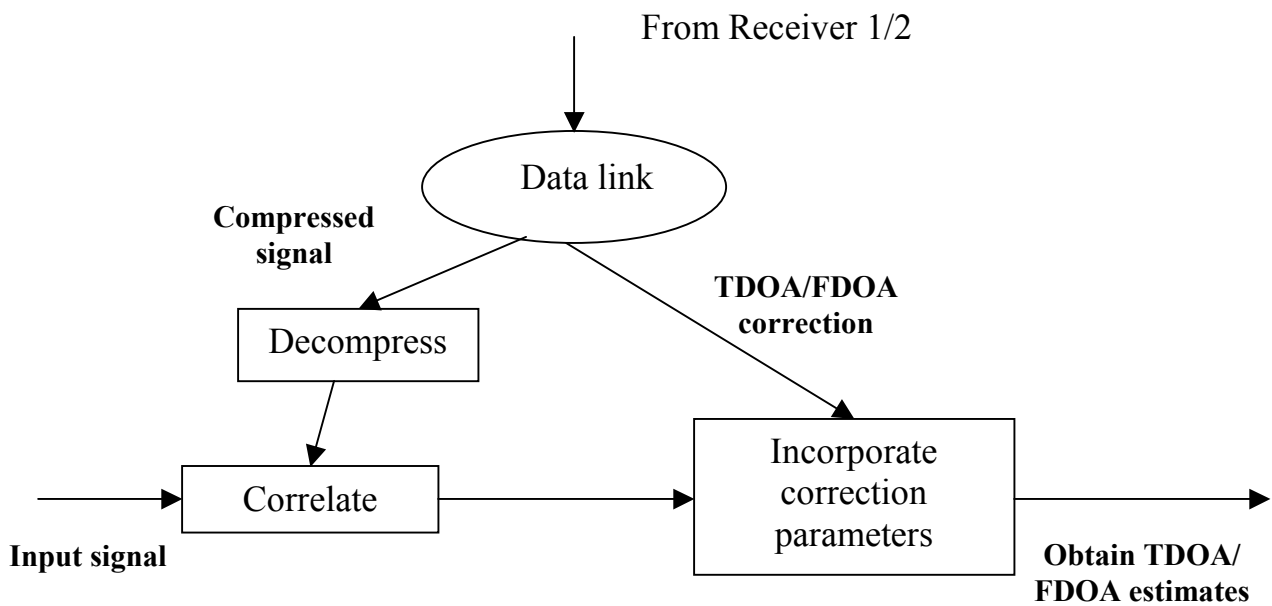 From Receiver 1/2
Data link
Compressed
signal
TDOA/FDOA
correction
Decompress
Incorporate
correction
parameters
Correlate
Input signal
Obtain TDOA/
FDOA estimates